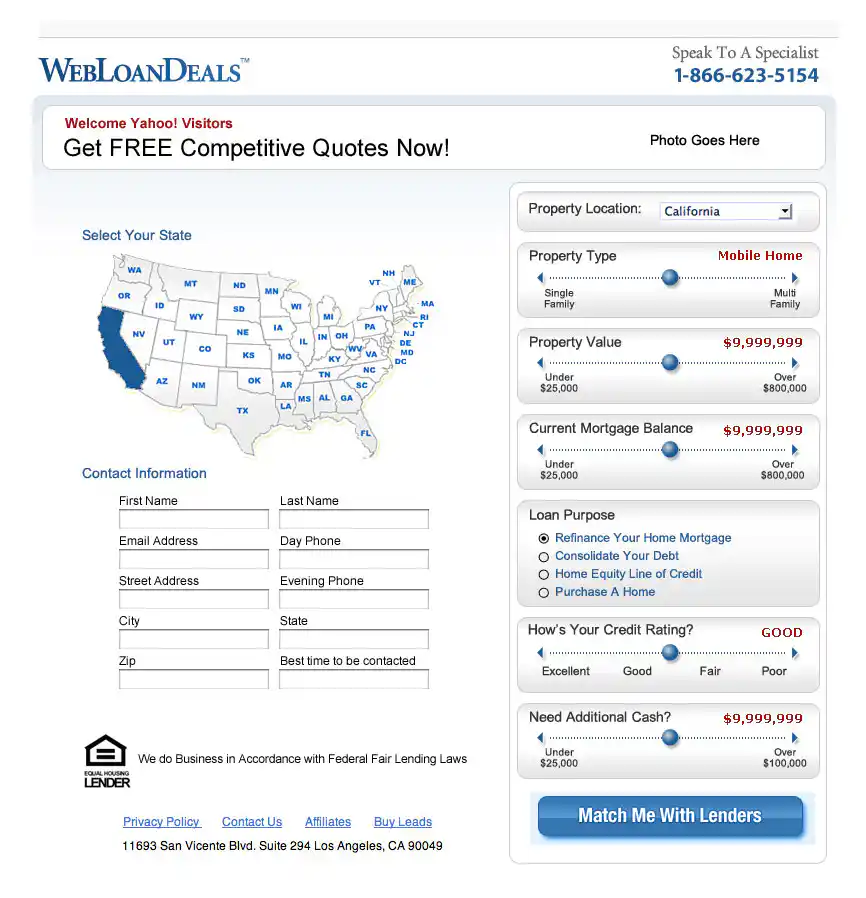 WEBLOANDEALS™
Speak To A Specialist
1-866-623-5154
Welcome Yahoo! Visitors
Get FREE Competitive Quotes Now!
Photo Goes Here
Select Your State
WA
OR
ID
MT
ND
MN
WI
MI
NY
VT
NH
ME
MA
RI
CT
NJ
DE
MD
DC
SD
WY
NV
UT
CO
NE
IA
IL
IN
OH
PA
WV
VA
KY
MO
KS
AZ
NM
OK
AR
TN
NC
SC
MS
AL
GA
LA
TX
FL
Contact Information
First Name
Last Name
Email Address
Day Phone
Street Address
Evening Phone
City
State
Zip
Best time to be contacted
EQUAL HOUSING
LENDER
We do Business in Accordance with Federal Fair Lending Laws
Privacy Policy
Contact Us
Affiliates
Buy Leads
11693 San Vicente Blvd. Suite 294 Los Angeles, CA 90049
Property Location:
California
Property Type
Mobile Home
Single
Family
Multi
Family
Property Value
$9,999,999
Under
$25,000
Over
$800,000
Current Mortgage Balance
$9,999,999
Under
$25,000
Over
$800,000
Loan Purpose
Refinance Your Home Mortgage
Consolidate Your Debt
Home Equity Line of Credit
Purchase A Home
How's Your Credit Rating?
GOOD
Excellent
Good
Fair
Poor
Need Additional Cash?
$9,999,999
Under
$25,000
Over
$100,000
Match Me With Lenders